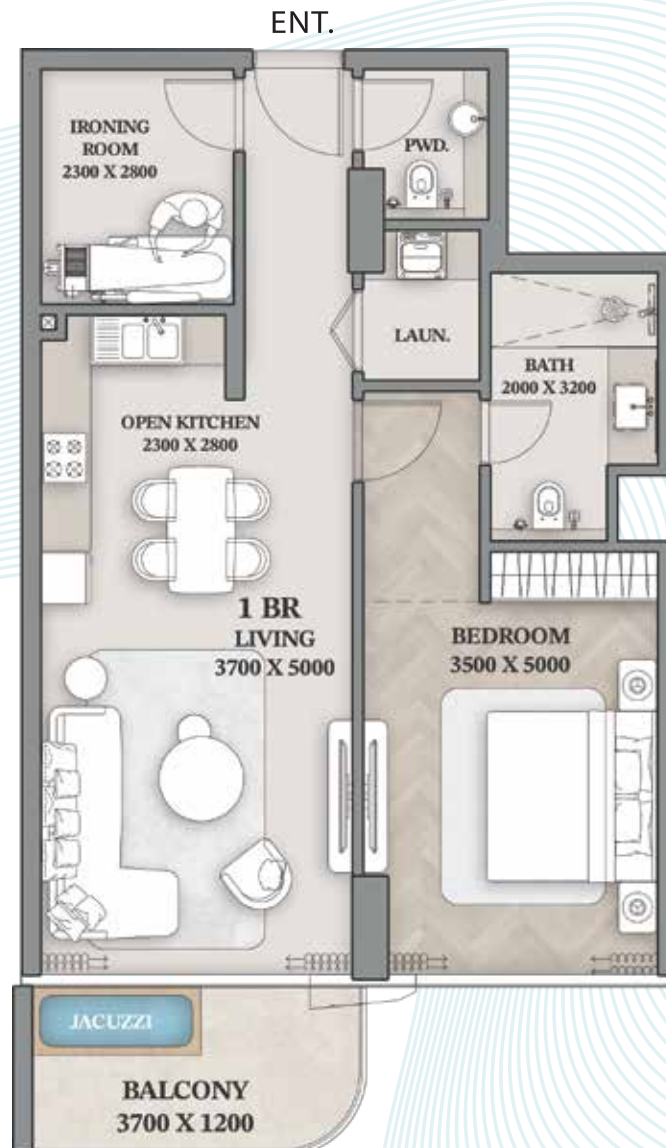 ENT.
IRONING
ROOM
2300 X 2800
PWD.
LAUN.
BATH
2000 X 3200
OPEN KITCHEN
2300 X 2800
1 BR
LIVING
3700 X 5000
BEDROOM
3500 X 5000
JACUZZI
BALCONY
3700 X 1200